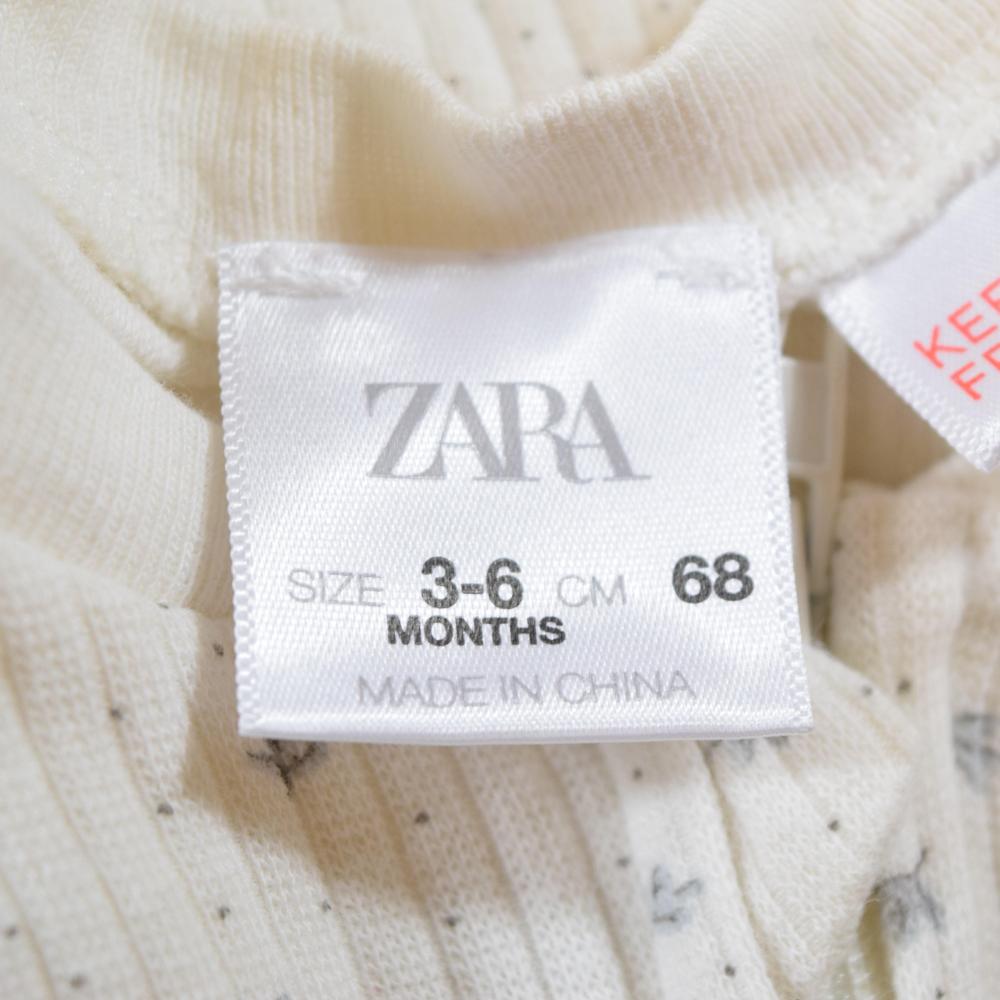 ZARA
SIZE 3-6 CM 68
MONTHS
MADE IN CHINA